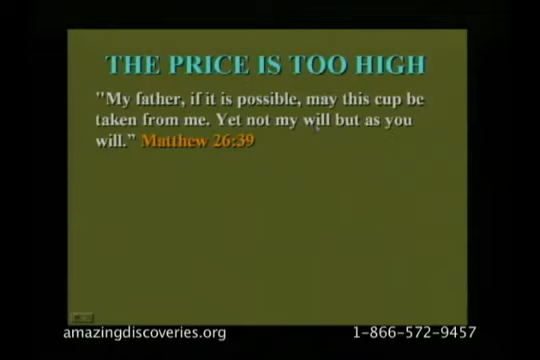 THE PRICE IS TOO HIGH
"My father, if it is possible, may this cup be
taken from me. Yet not my will but as you
will.” Matthew 26:39
amazingdiscoveries.org
1-866-572-9457